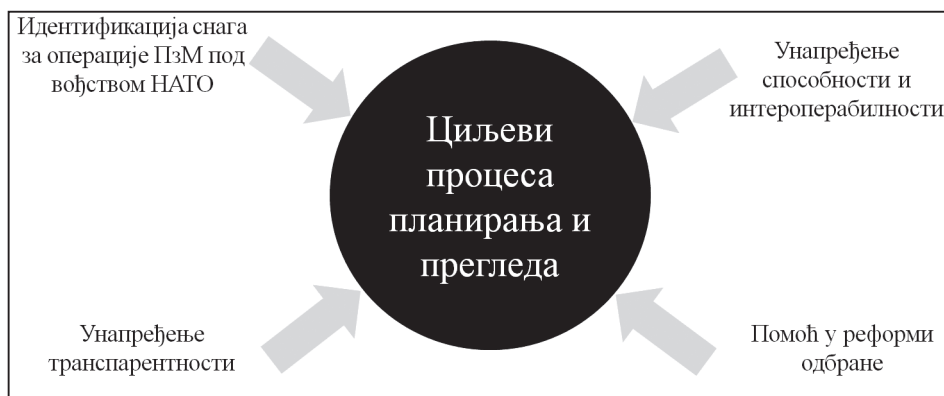 Идентификација снага
за операције ПзМ под
вођством НАТО
Унапређење
способности и
интероперабилности
Циљеви
процеса
планирања и
прегледа
Унапређење
транспарентности
Помоћ у реформи
одбране